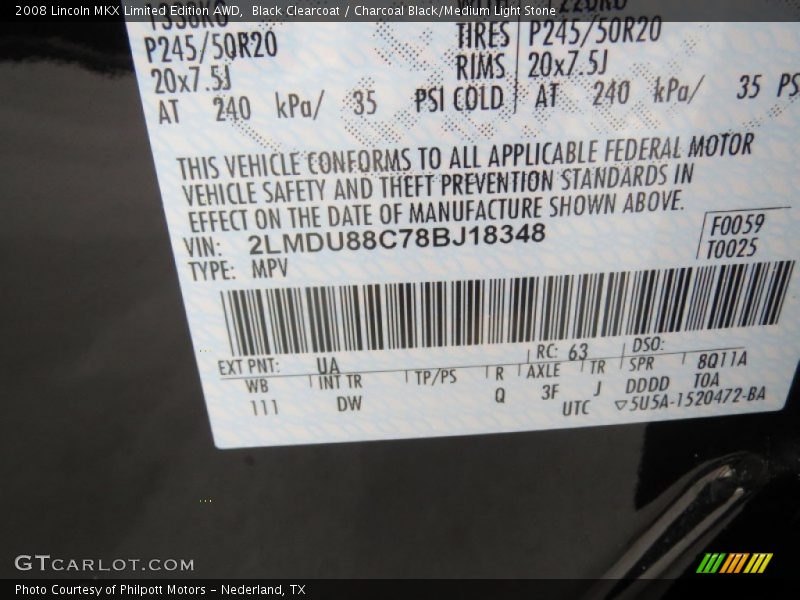 2008 Lincoln MKX Limited Edition AWD, Black Clearcoat / Charcoal Black/Medium Light Stone
P245/50R20 TIRES P245/50R20
20x7.5J RIMS 20x7.5J
AT 240 kPa/ 35 PSI COLD AT 240 kPa/ 35 PS
THIS VEHICLE CONFORMS TO ALL APPLICABLE FEDERAL MOTOR
VEHICLE SAFETY AND THEFT PREVENTION STANDARDS IN
EFFECT ON THE DATE OF MANUFACTURE SHOWN ABOVE.
VIN: 2LMDU88C78BJ18348 F0059
TYPE: MPV T0025
EXT PNT: UA RC: 63 DSO:
WB INT TR TP/PS R AXLE TR SPR 8Q11A
111 DW Q 3F J DDDD T0A
UTC ▽5U5A-1520472-BA
GTCARLOT.COM
Photo Courtesy of Philpott Motors - Nederland, TX